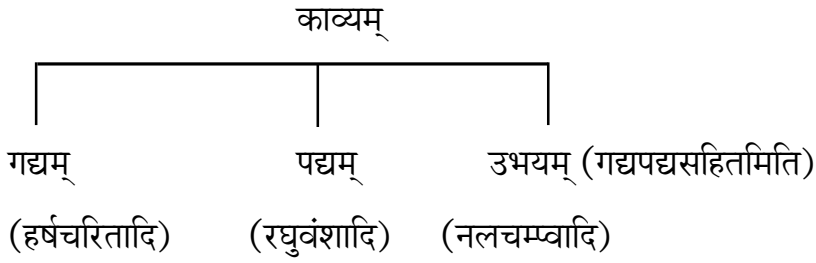 काव्यम्
गद्यम् पद्यम् उभयम् (गद्यपद्यसहितमिति)
(हर्षचरितादि) (रघुवंशादि) (नलचम्प्वादि)